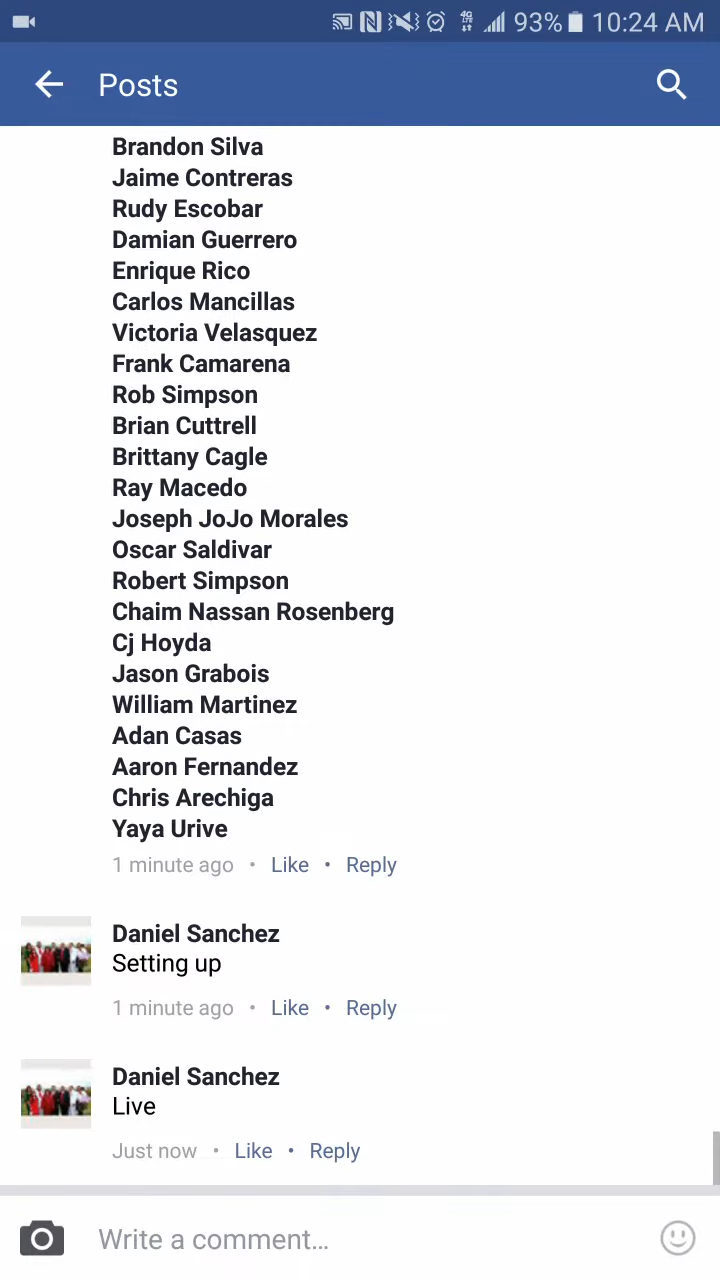 93% 10:24 AM
Posts
Brandon Silva
Jaime Contreras
Rudy Escobar
Damian Guerrero
Enrique Rico
Carlos Mancillas
Victoria Velasquez
Frank Camarena
Rob Simpson
Brian Cuttrell
Brittany Cagle
Ray Macedo
Joseph JoJo Morales
Oscar Saldivar
Robert Simpson
Chaim Nassan Rosenberg
Cj Hoyda
Jason Grabois
William Martinez
Adan Casas
Aaron Fernandez
Chris Arechiga
Yaya Urive
1 minute ago • Like • Reply
Daniel Sanchez
Setting up
1 minute ago • Like • Reply
Daniel Sanchez
Live
Just now • Like • Reply
Write a comment...